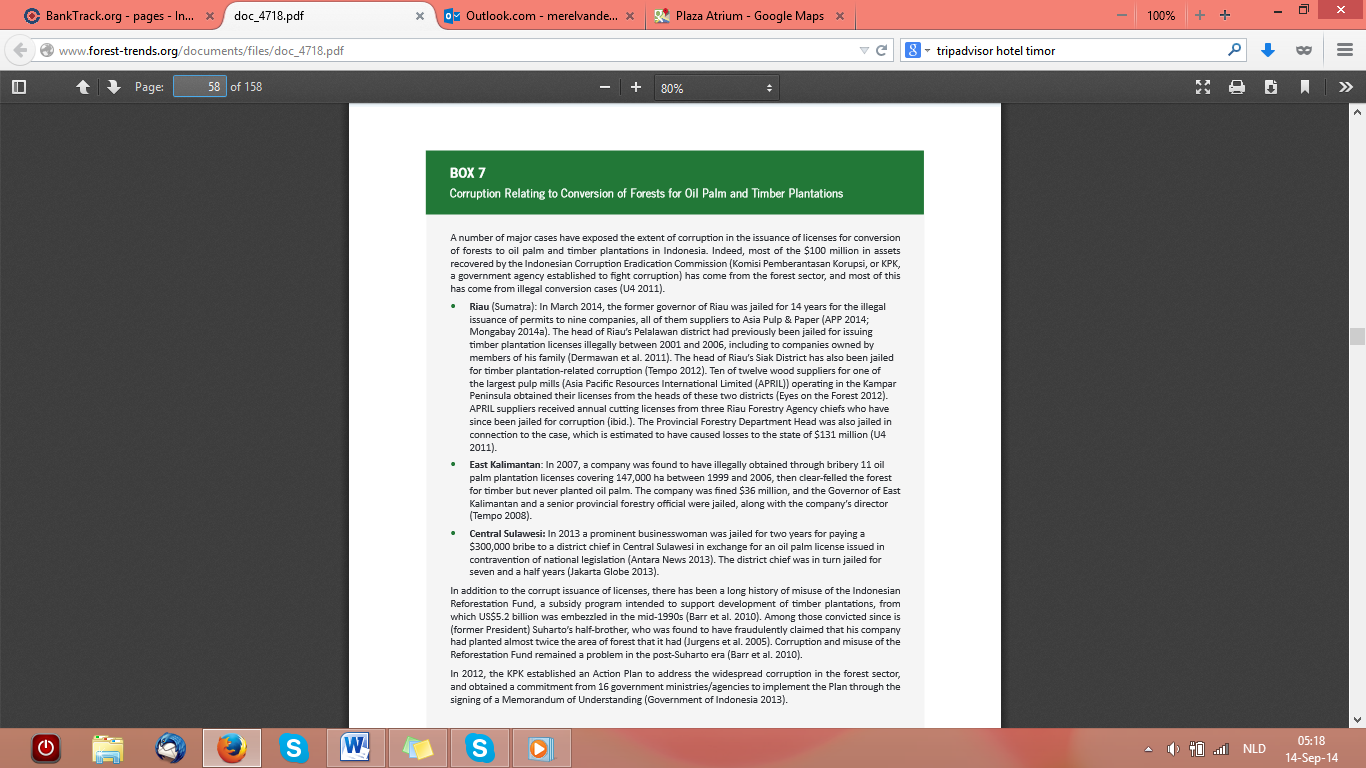 BankTrack.org - pages - In...
doc_4718.pdf
Outlook.com - merelvande...
Plaza Atrium - Google Maps
100%
www.forest-trends.org/documents/files/doc_4718.pdf
tripadvisor hotel timor
Page: 58 of 158
80%
BOX 7
Corruption Relating to Conversion of Forests for Oil Palm and Timber Plantations
A number of major cases have exposed the extent of corruption in the issuance of licenses for conversion
of forests to oil palm and timber plantations in Indonesia. Indeed, most of the $100 million in assets
recovered by the Indonesian Corruption Eradication Commission (Komisi Pemberantasan Korupsi, or KPK,
a government agency established to fight corruption) has come from the forest sector, and most of this
has come from illegal conversion cases (U4 2011).
• Riau (Sumatra): In March 2014, the former governor of Riau was jailed for 14 years for the illegal
issuance of permits to nine companies, all of them suppliers to Asia Pulp & Paper (APP 2014;
Mongabay 2014a). The head of Riau's Pelalawan district had previously been jailed for issuing
timber plantation licenses illegally between 2001 and 2006, including to companies owned by
members of his family (Dermawan et al. 2011). The head of Riau's Siak District has also been jailed
for timber plantation-related corruption (Tempo 2012). Ten of twelve wood suppliers for one of
the largest pulp mills (Asia Pacific Resources International Limited (APRIL)) operating in the Kampar
Peninsula obtained their licenses from the heads of these two districts (Eyes on the Forest 2012).
APRIL suppliers received annual cutting licenses from three Riau Forestry Agency chiefs who have
since been jailed for corruption (ibid.). The Provincial Forestry Department Head was also jailed in
connection to the case, which is estimated to have caused losses to the state of $131 million (U4
2011).
• East Kalimantan: In 2007, a company was found to have illegally obtained through bribery 11 oil
palm plantation licenses covering 147,000 ha between 1999 and 2006, then clear-felled the forest
for timber but never planted oil palm. The company was fined $36 million, and the Governor of East
Kalimantan and a senior provincial forestry official were jailed, along with the company's director
(Tempo 2008).
• Central Sulawesi: In 2013 a prominent businesswoman was jailed for two years for paying a
$300,000 bribe to a district chief in Central Sulawesi in exchange for an oil palm license issued in
contravention of national legislation (Antara News 2013). The district chief was in turn jailed for
seven and a half years (Jakarta Globe 2013).
In addition to the corrupt issuance of licenses, there has been a long history of misuse of the Indonesian
Reforestation Fund, a subsidy program intended to support development of timber plantations, from
which US$5.2 billion was embezzled in the mid-1990s (Barr et al. 2010). Among those convicted since is
(former President) Suharto's half-brother, who was found to have fraudulently claimed that his company
had planted almost twice the area of forest that it had (Jurgens et al. 2005). Corruption and misuse of the
Reforestation Fund remained a problem in the post-Suharto era (Barr et al. 2010).
In 2012, the KPK established an Action Plan to address the widespread corruption in the forest sector,
and obtained a commitment from 16 government ministries/agencies to implement the Plan through the
signing of a Memorandum of Understanding (Government of Indonesia 2013).
NLD
05:18
14-Sep-14